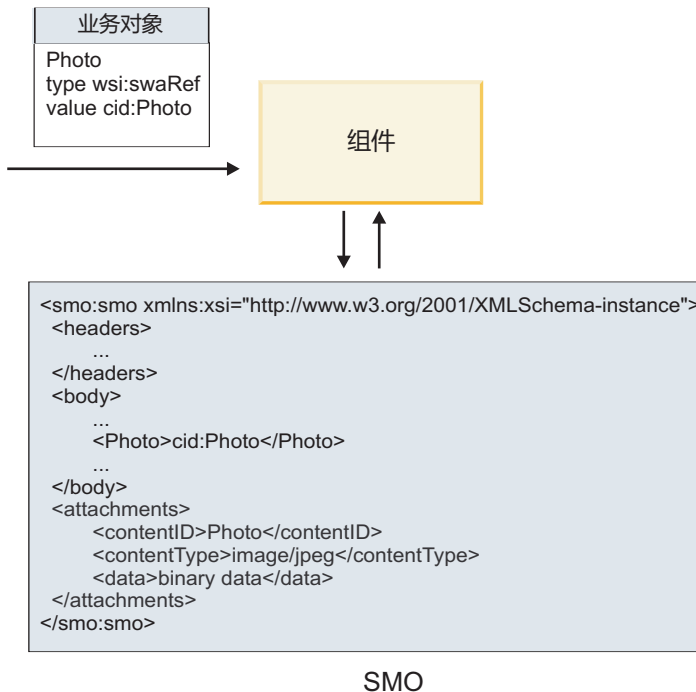 业务对象
Photo
type wsi:swaRef
value cid:Photo
组件
<smo:smo xmlns:xsi="http://www.w3.org/2001/XMLSchema-instance">
<headers>
...
</headers>
<body>
...
<Photo>cid:Photo</Photo>
...
</body>
<attachments>
<contentID>Photo</contentID>
<contentType>image/jpeg</contentType>
<data>binary data</data>
</attachments>
</smo:smo>
SMO